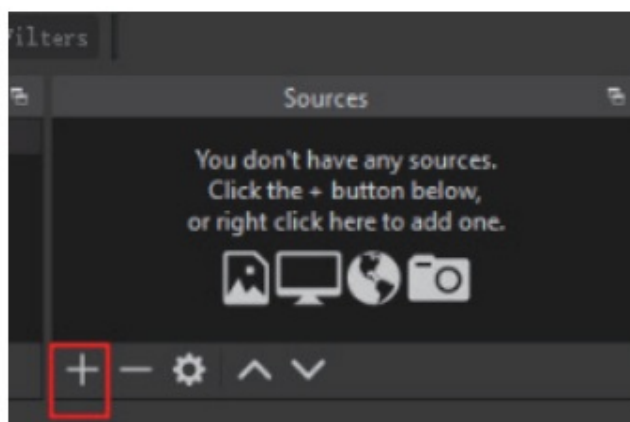 Filters
Sources
You don't have any sources.
Click the + button below,
or right click here to add one.